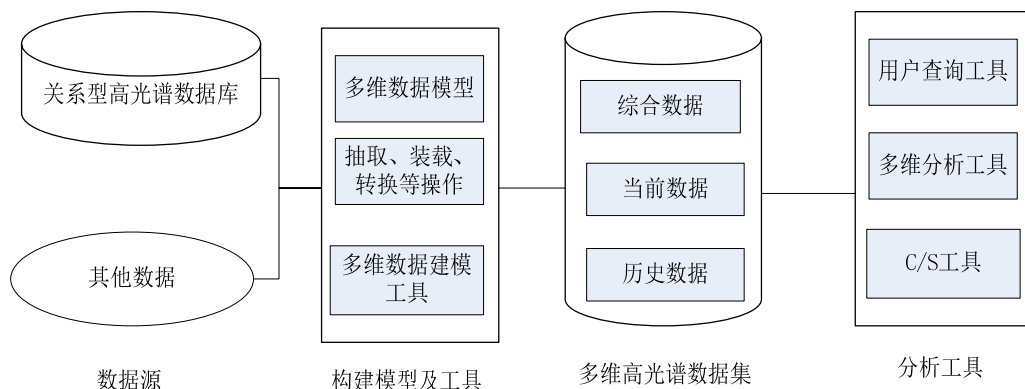 关系型高光谱数据库
其他数据
数据源
多维数据模型
抽取、装载、
转换等操作
多维数据建模
工具
构建模型及工具
综合数据
当前数据
历史数据
多维高光谱数据集
用户查询工具
多维分析工具
C/S工具
分析工具